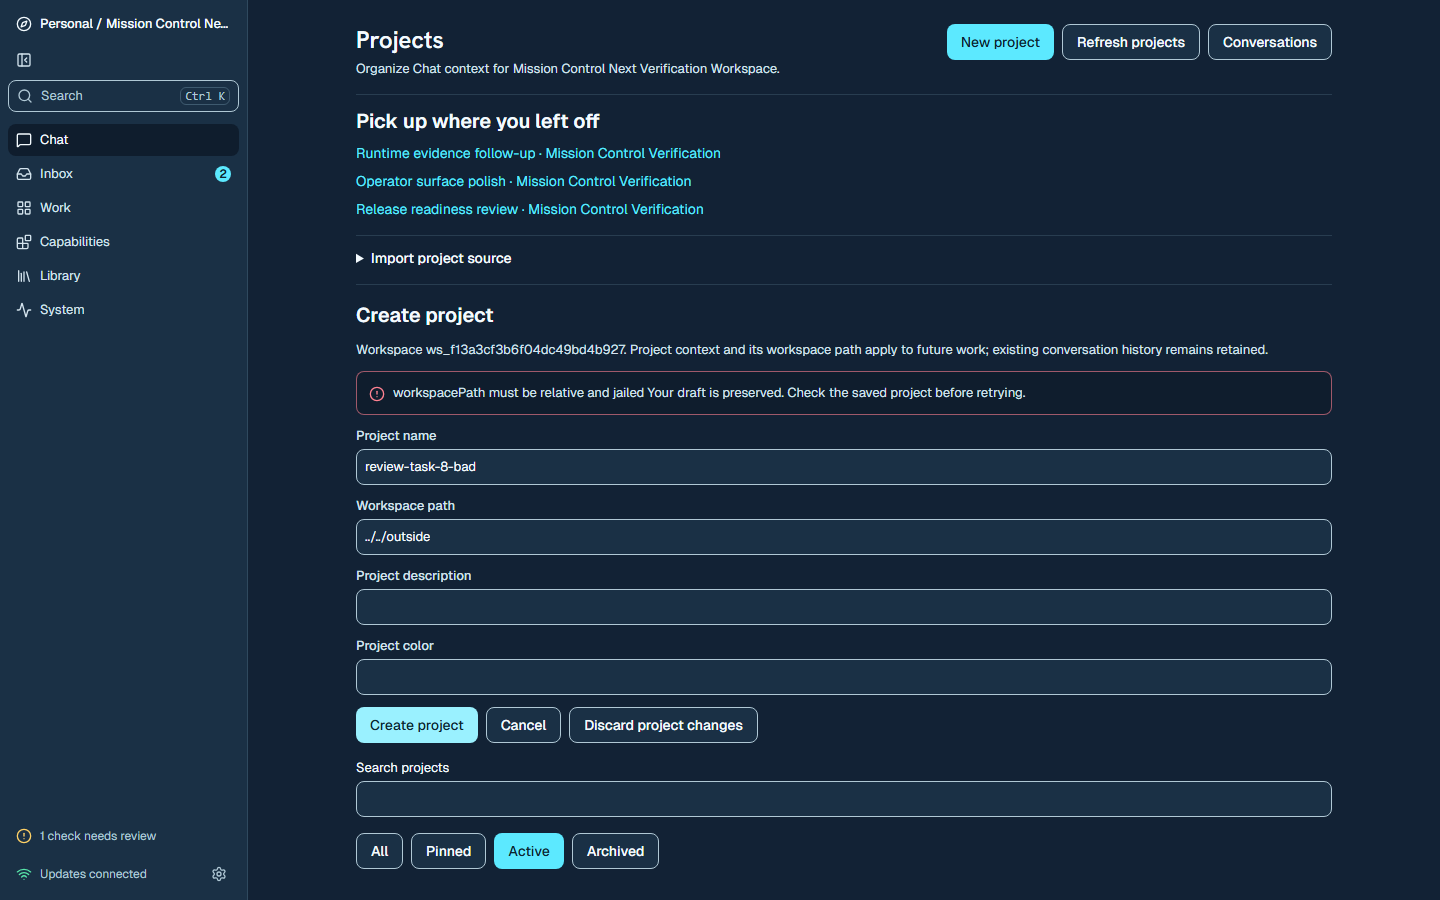 Personal / Mission Control Ne...
Search Ctrl K
Chat
Inbox 2
Work
Capabilities
Library
System
1 check needs review
Updates connected
Projects
New project Refresh projects Conversations
Organize Chat context for Mission Control Next Verification Workspace.
Pick up where you left off
Runtime evidence follow-up · Mission Control Verification
Operator surface polish · Mission Control Verification
Release readiness review · Mission Control Verification
Import project source
Create project
Workspace ws_f13a3cf3b6f04dc49bd4b927. Project context and its workspace path apply to future work; existing conversation history remains retained.
workspacePath must be relative and jailed Your draft is preserved. Check the saved project before retrying.
Project name
review-task-8-bad
Workspace path
../../outside
Project description
Project color
Create project Cancel Discard project changes
Search projects
All Pinned Active Archived